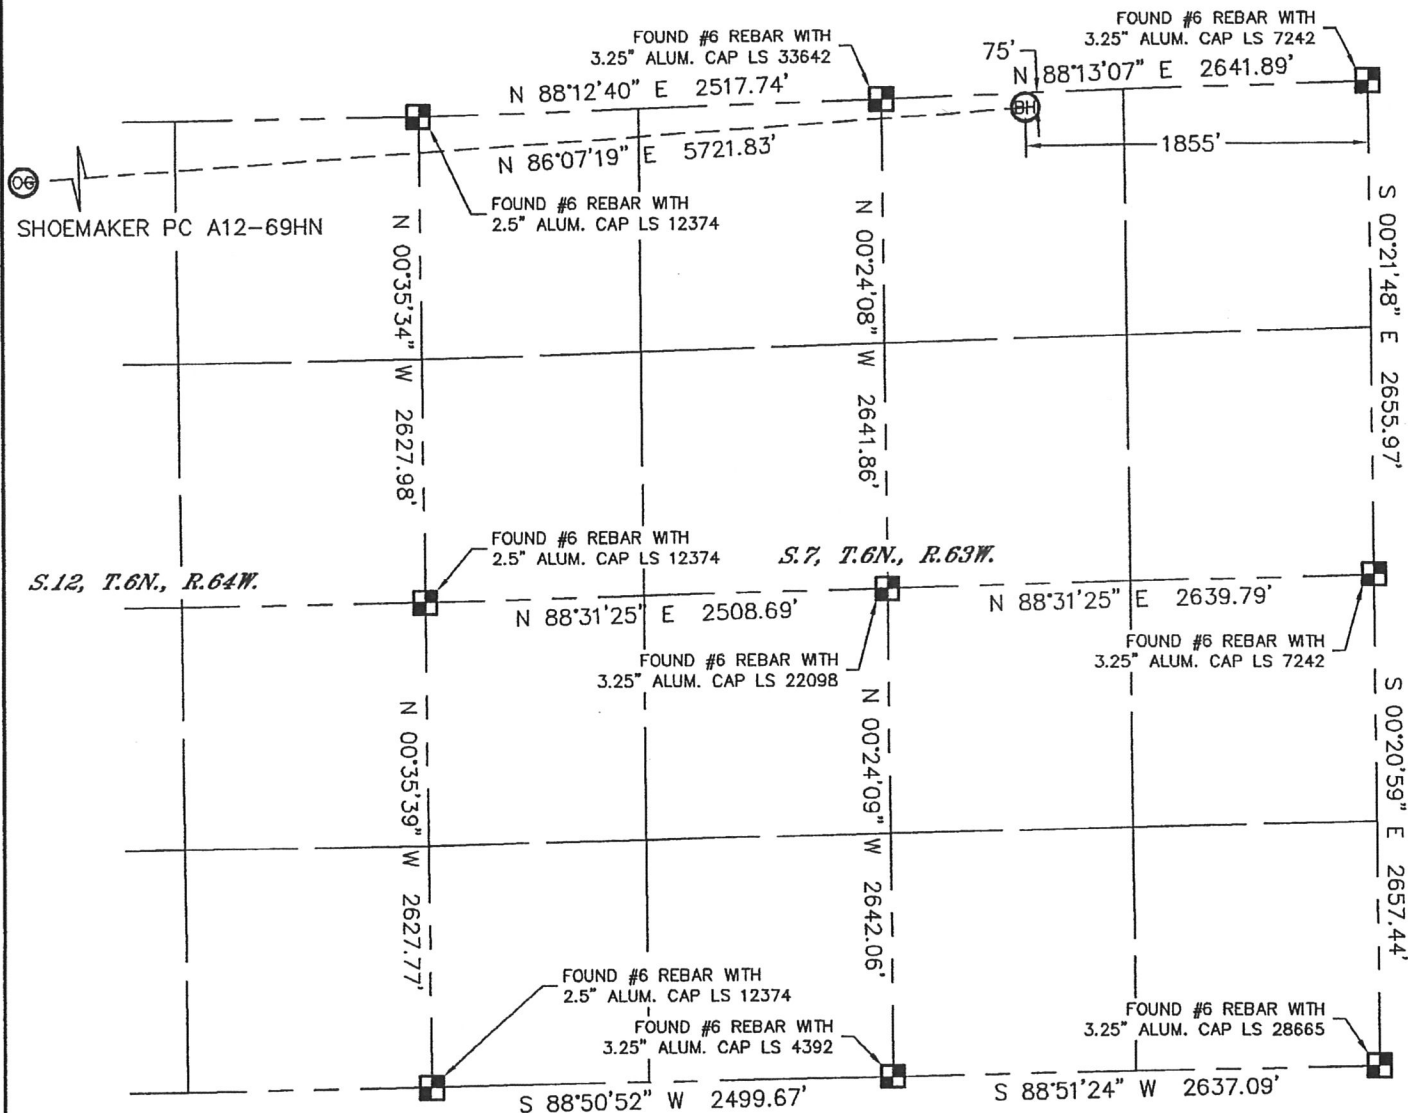 FOUND #6 REBAR WITH
3.25" ALUM. CAP LS 7242
FOUND #6 REBAR WITH
3.25" ALUM. CAP LS 33642
75'
N 88°13'07" E 2641.89'
N 88°12'40" E 2517.74'
BH
1855'
N 86°07'19" E 5721.83'
OG
SHOEMAKER PC A12-69HN
FOUND #6 REBAR WITH
2.5" ALUM. CAP LS 12374
N 00°35'34" W 2627.98'
N 00°24'08" W 2641.86'
S 00°21'48" E 2655.97'
FOUND #6 REBAR WITH
2.5" ALUM. CAP LS 12374
S.7, T.6N., R.63W.
S.12, T.6N., R.64W.
N 88°31'25" E 2508.69'
N 88°31'25" E 2639.79'
FOUND #6 REBAR WITH
3.25" ALUM. CAP LS 22098
FOUND #6 REBAR WITH
3.25" ALUM. CAP LS 7242
N 00°35'39" W 2627.77'
N 00°24'09" W 2642.06'
S 00°20'59" E 2657.44'
FOUND #6 REBAR WITH
2.5" ALUM. CAP LS 12374
FOUND #6 REBAR WITH
3.25" ALUM. CAP LS 4392
FOUND #6 REBAR WITH
3.25" ALUM. CAP LS 28665
S 88°50'52" W 2499.67'
S 88°51'24" W 2637.09'